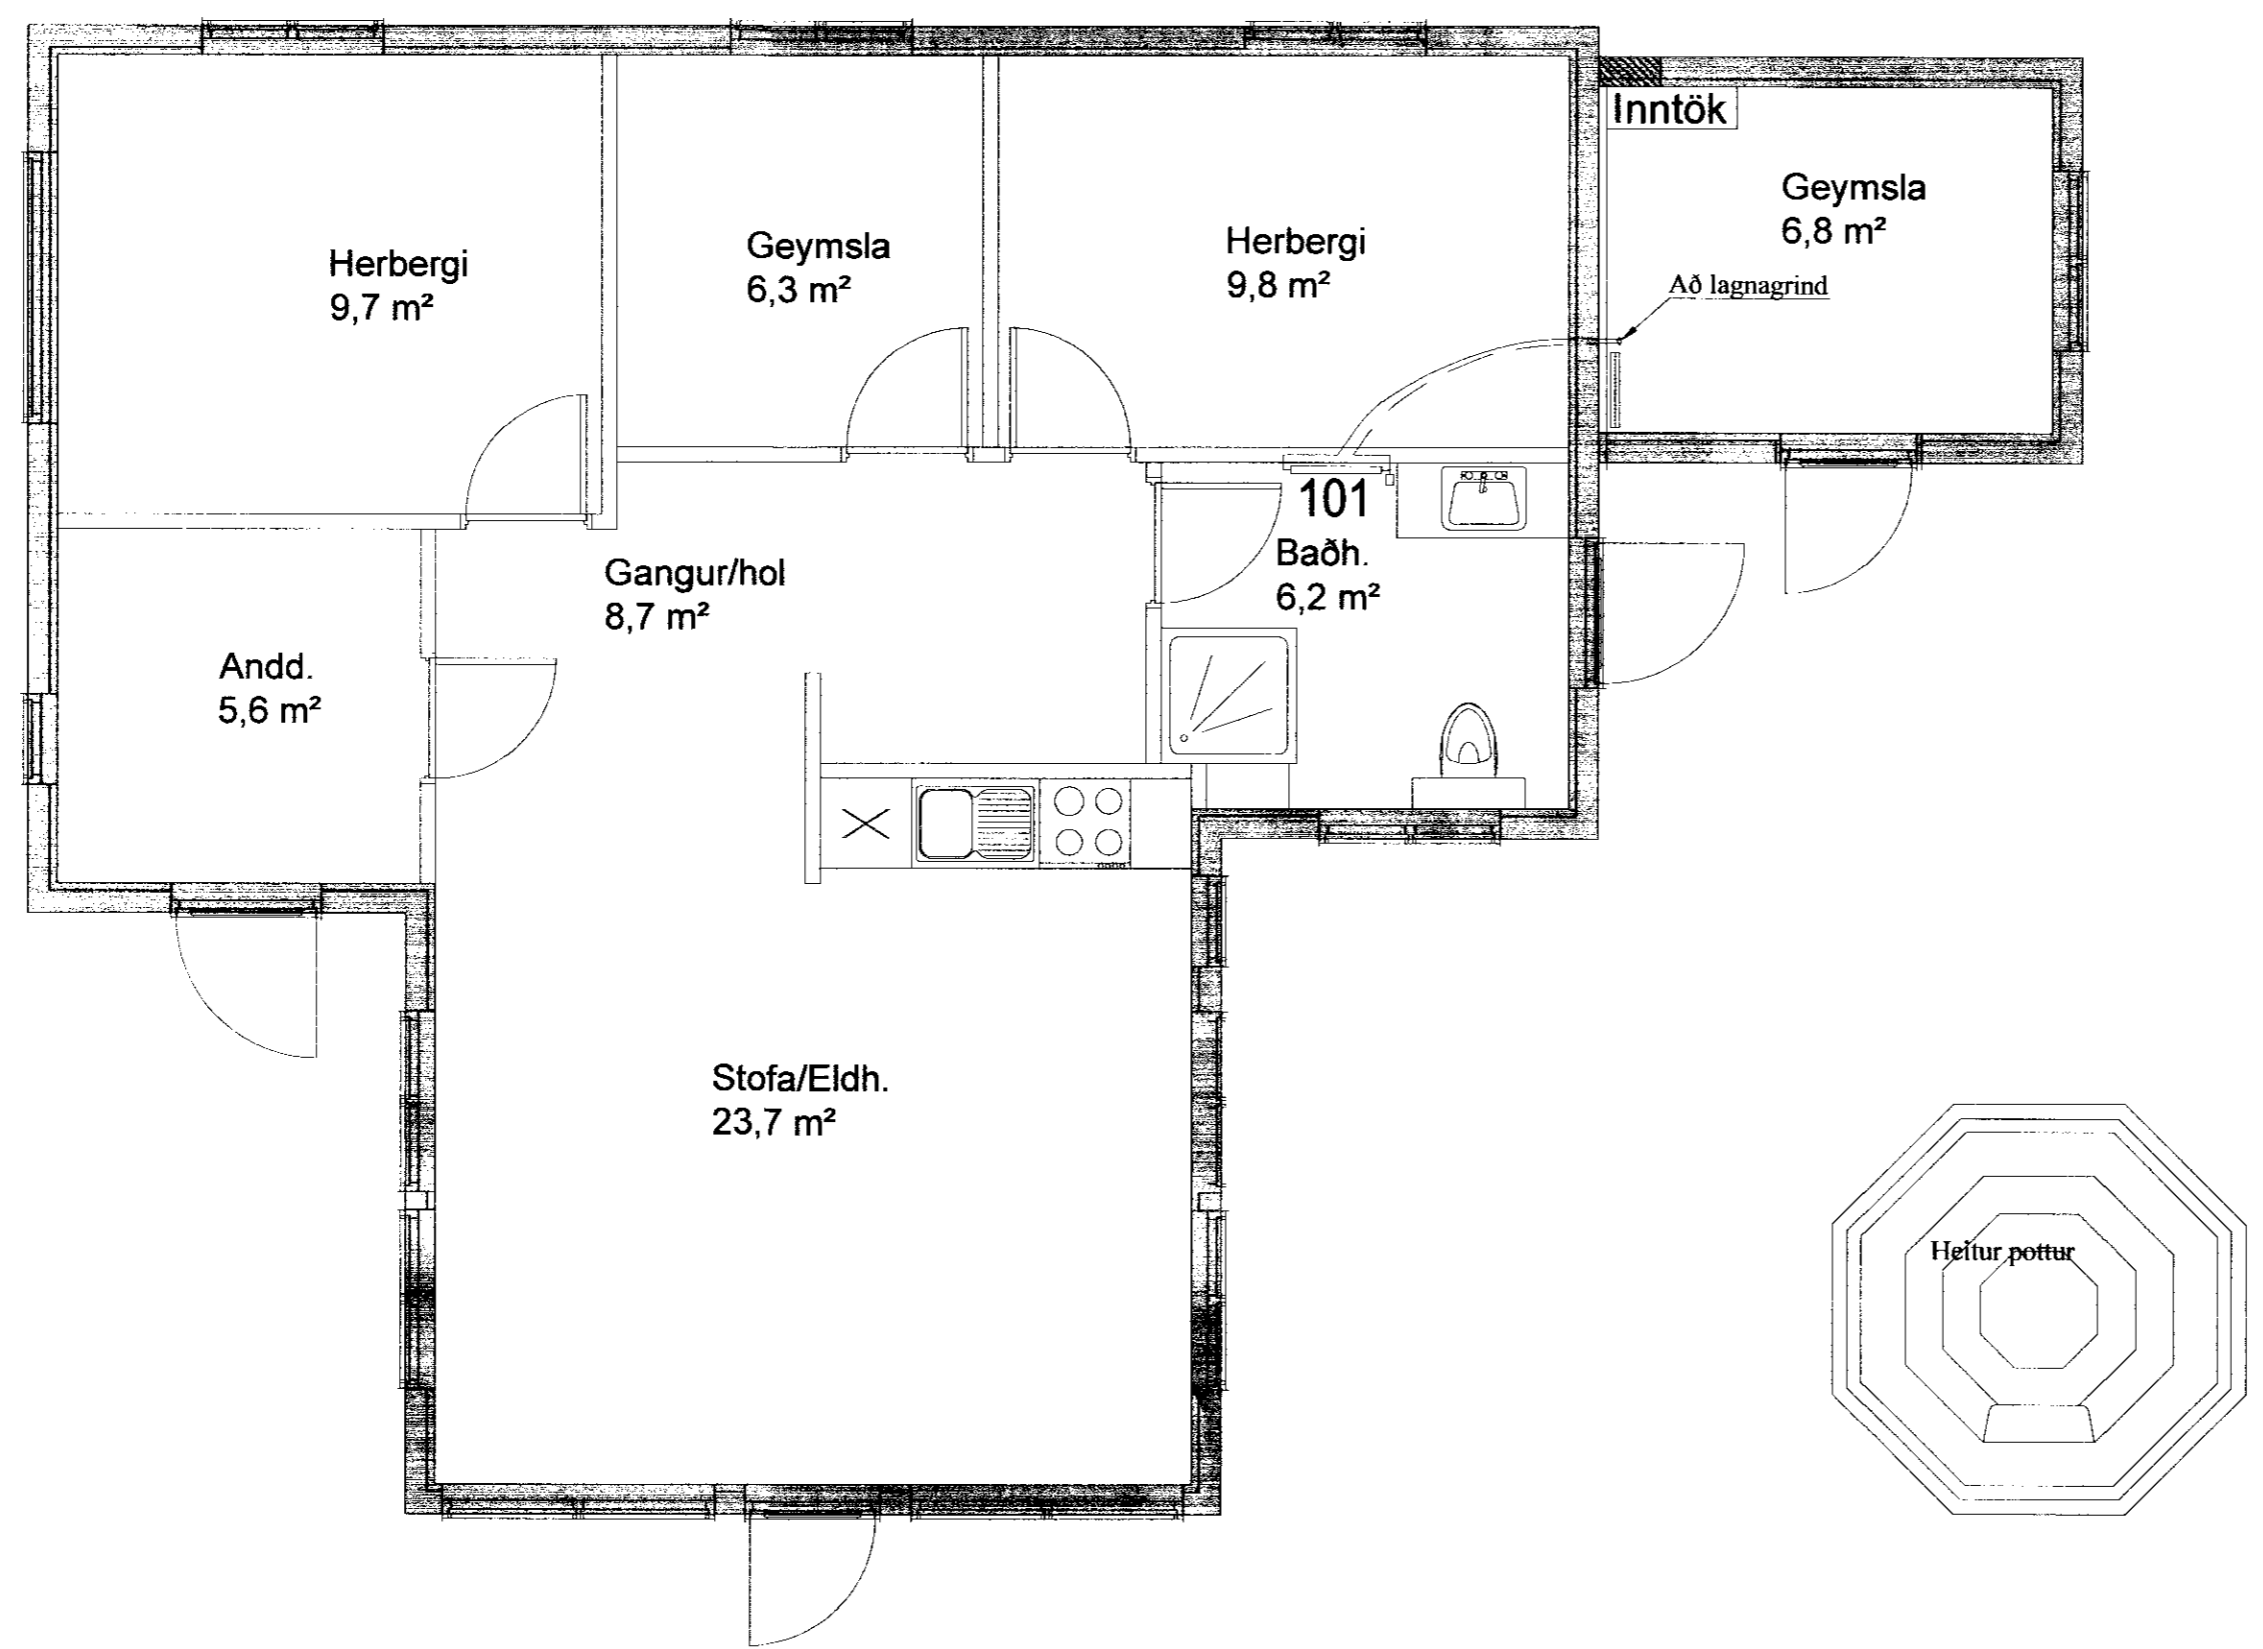 Inntök
Geymsla
6,8 m²
Herbergi
9,7 m²
Geymsla
6,3 m²
Herbergi
9,8 m²
Að lagnagrind
101
Baðh.
6,2 m²
Gangur/hol
8,7 m²
Andd.
5,6 m²
Stofa/Eldh.
23,7 m²
Heitur pottur